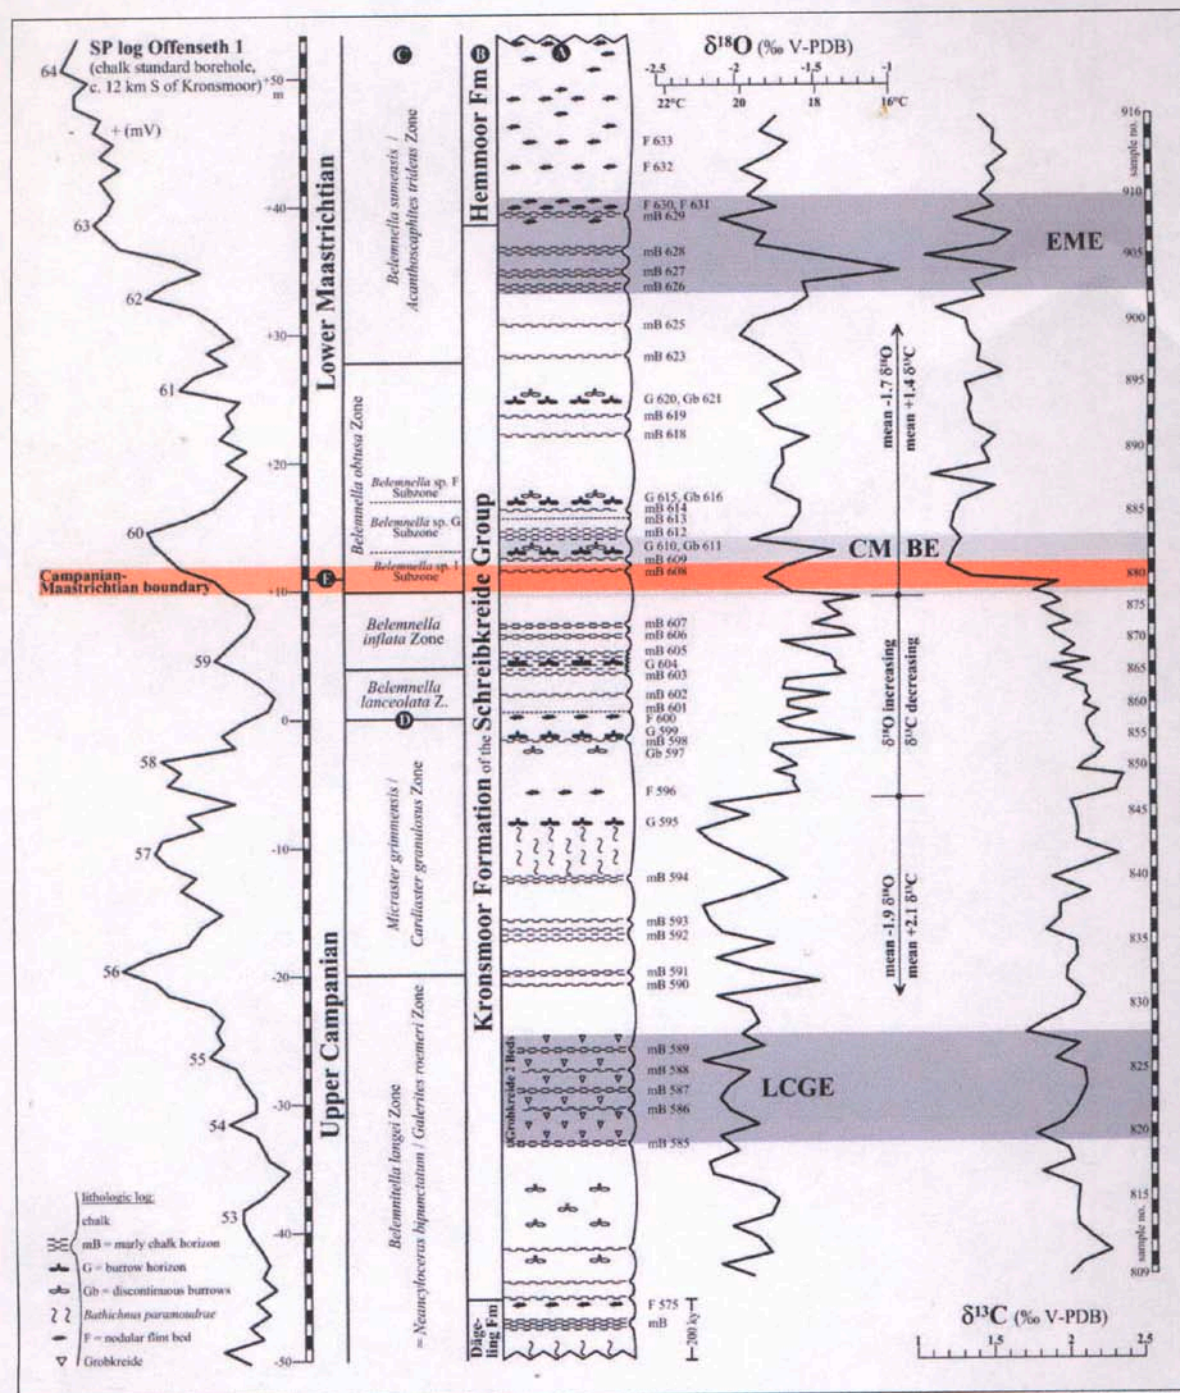 SP log Offenseth 1
(chalk standard borehole,
c. 12 km S of Kronsmoor)
+ (mV)
64
63
62
61
60
59
58
57
56
55
54
53
+50
m
+40
+30
+20
+10
0
-10
-20
-30
-40
-50
Lower Maastrichtian
Upper Campanian
Campanian-
Maastrichtian boundary
E
C
Belemnella sumensis /
Acanthoscaphites tridens Zone
Belemnella obtusa Zone
Belemnella sp. F
Subzone
Belemnella sp. G
Subzone
Belemnella sp. I
Subzone
Belemnella
inflata Zone
Belemnella
lanceolata Z.
D
Micraster grimmensis /
Cardiaster granulosus Zone
Belemnitella langei Zone
= Neancyloceras bipunctatum / Galerites roemeri Zone
B
Hemmoor Fm
Kronsmoor Formation of the Schreibkreide Group
Däge-
ling Fm
A
Grobkreide 2 Beds
F 633
F 632
F 630, F 631
mB 629
mB 628
mB 627
mB 626
mB 625
mB 623
G 620, Gb 621
mB 619
mB 618
G 615, Gb 616
mB 614
mB 613
mB 612
G 610, Gb 611
mB 609
mB 608
mB 607
mB 606
mB 605
G 604
mB 603
mB 602
mB 601
F 600
G 599
mB 598
Gb 597
F 596
G 595
mB 594
mB 593
mB 592
mB 591
mB 590
mB 589
mB 588
mB 587
mB 586
mB 585
F 575
mB
200 ky
δ18O (‰ V-PDB)
-2.5 -2 -1.5 -1
22°C 20 18 16°C
EME
CM BE
LCGE
mean -1.7 δ18O
mean +1.4 δ13C
δ18O increasing
δ13C decreasing
mean -1.9 δ18O
mean +2.1 δ13C
916
sample no.
910
905
900
895
890
885
880
875
870
865
860
855
850
845
840
835
830
825
820
815
sample no.
809
δ13C (‰ V-PDB)
1 1.5 2 2.5
lithologic log:
chalk
mB = marly chalk horizon
G = burrow horizon
Gb = discontinuous burrows
Bathichnus paramoudrae
F = nodular flint bed
Grobkreide